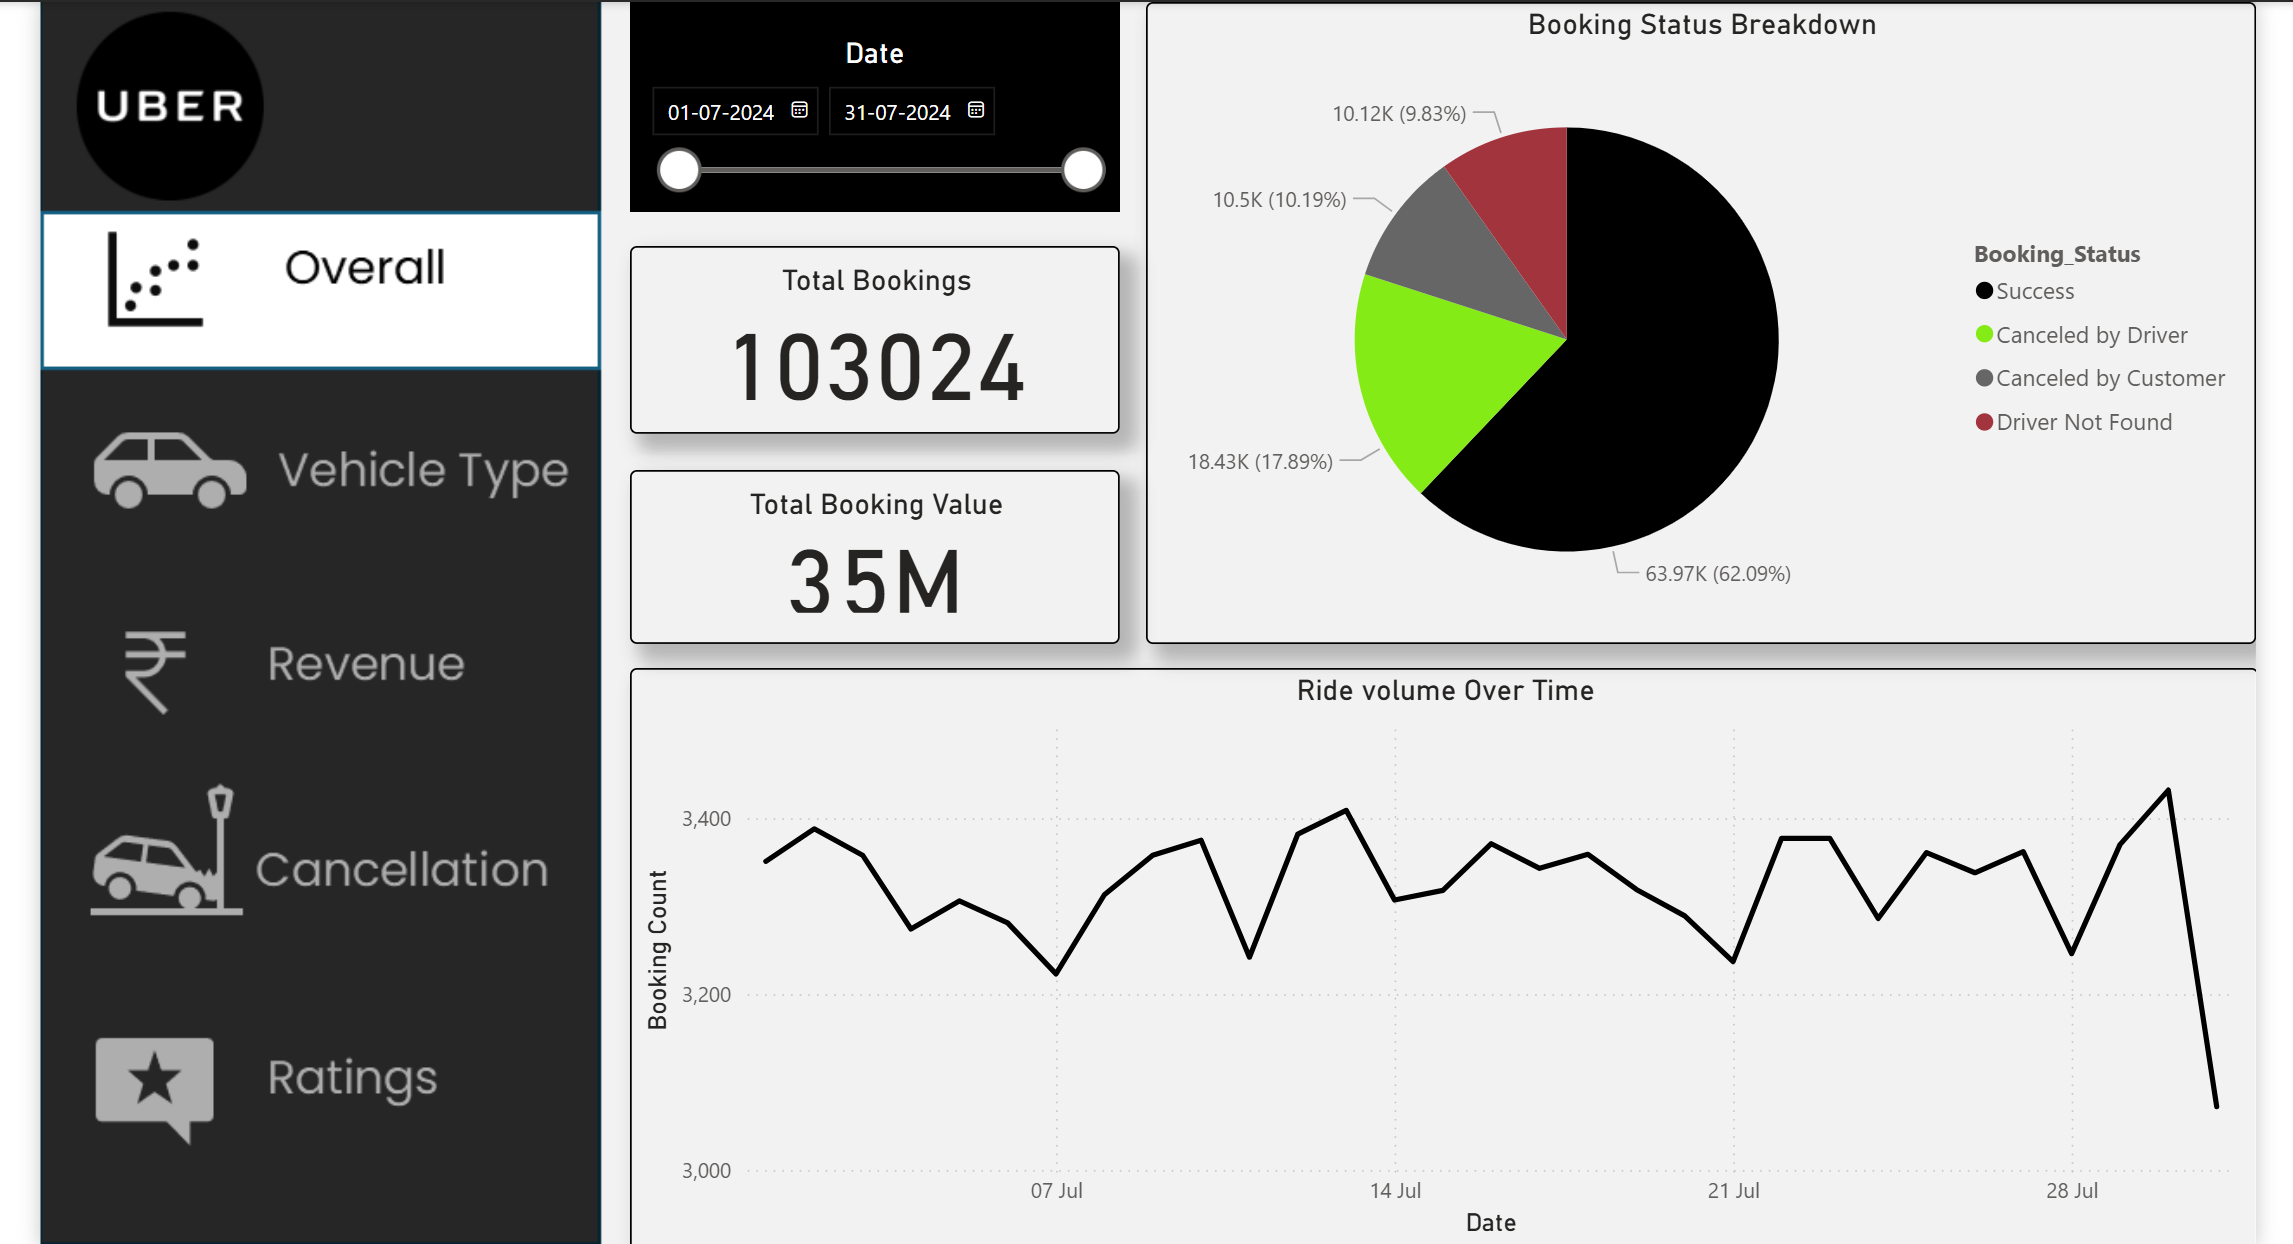 UBER
Overall
Vehicle Type
Revenue
Cancellation
Ratings
Date
01-07-2024
31-07-2024
Total Bookings
103024
Total Booking Value
35M
Booking Status Breakdown
10.12K (9.83%)
10.5K (10.19%)
18.43K (17.89%)
63.97K (62.09%)
Booking_Status
Success
Canceled by Driver
Canceled by Customer
Driver Not Found
Ride volume Over Time
Booking Count
3,400
3,200
3,000
07 Jul
14 Jul
21 Jul
28 Jul
Date